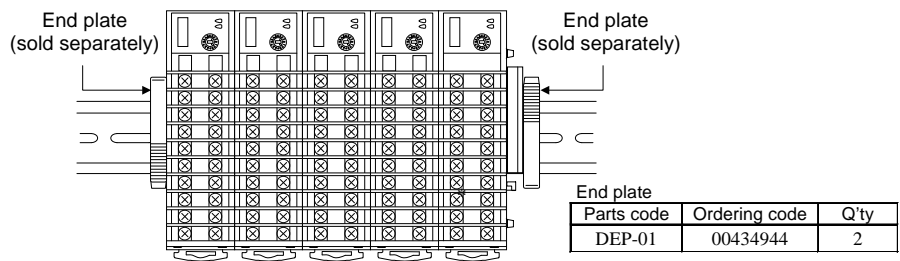 End plate
(sold separately)
End plate
(sold separately)
End plate
Parts code Ordering code Q'ty
DEP-01 00434944 2